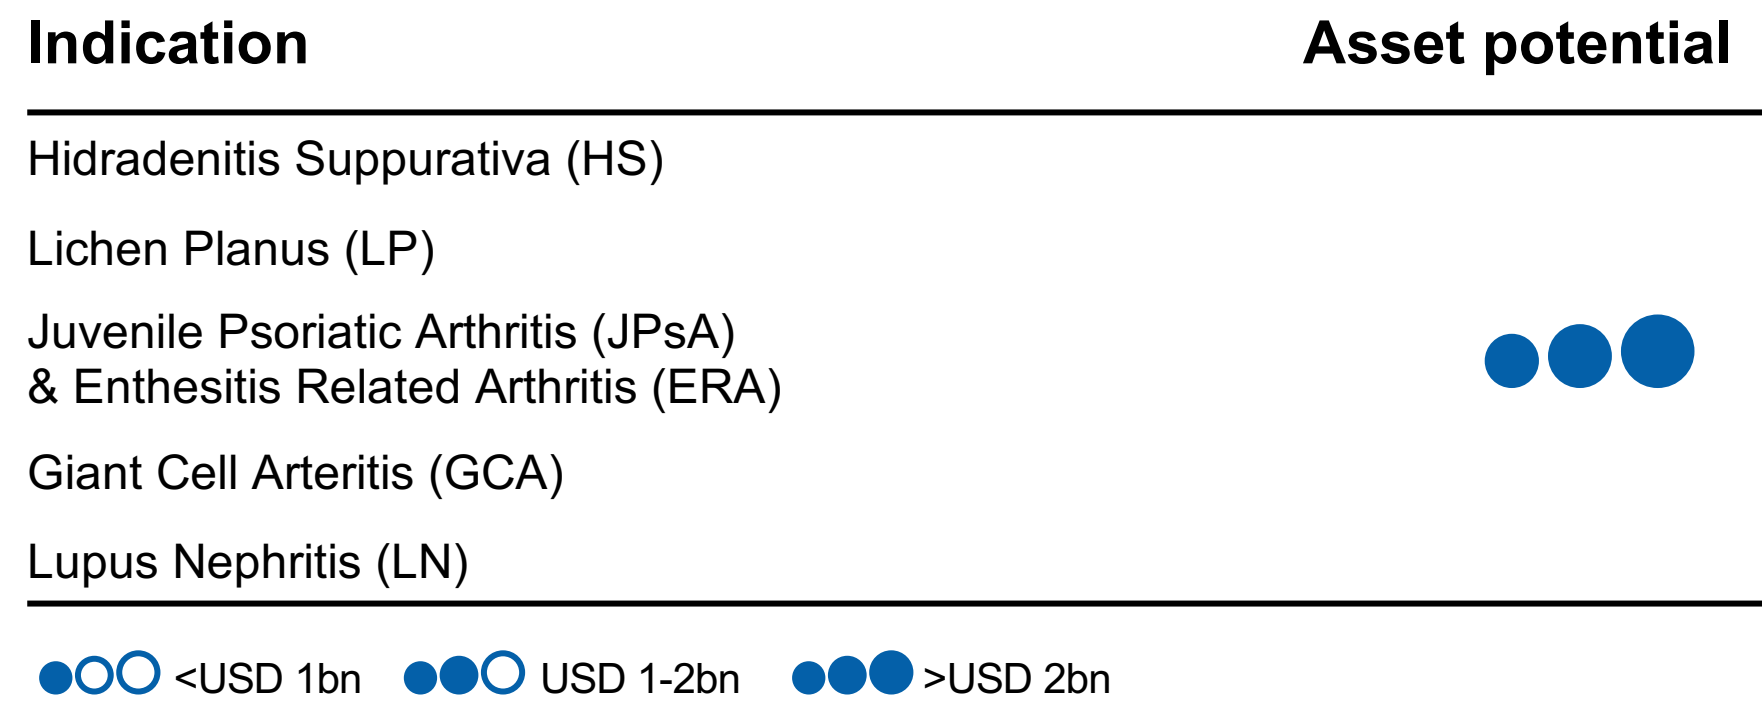 Indication Asset potential
Hidradenitis Suppurativa (HS)
Lichen Planus (LP)
Juvenile Psoriatic Arthritis (JPsA)
& Enthesitis Related Arthritis (ERA)
Giant Cell Arteritis (GCA)
Lupus Nephritis (LN)
<USD 1bn USD 1-2bn >USD 2bn